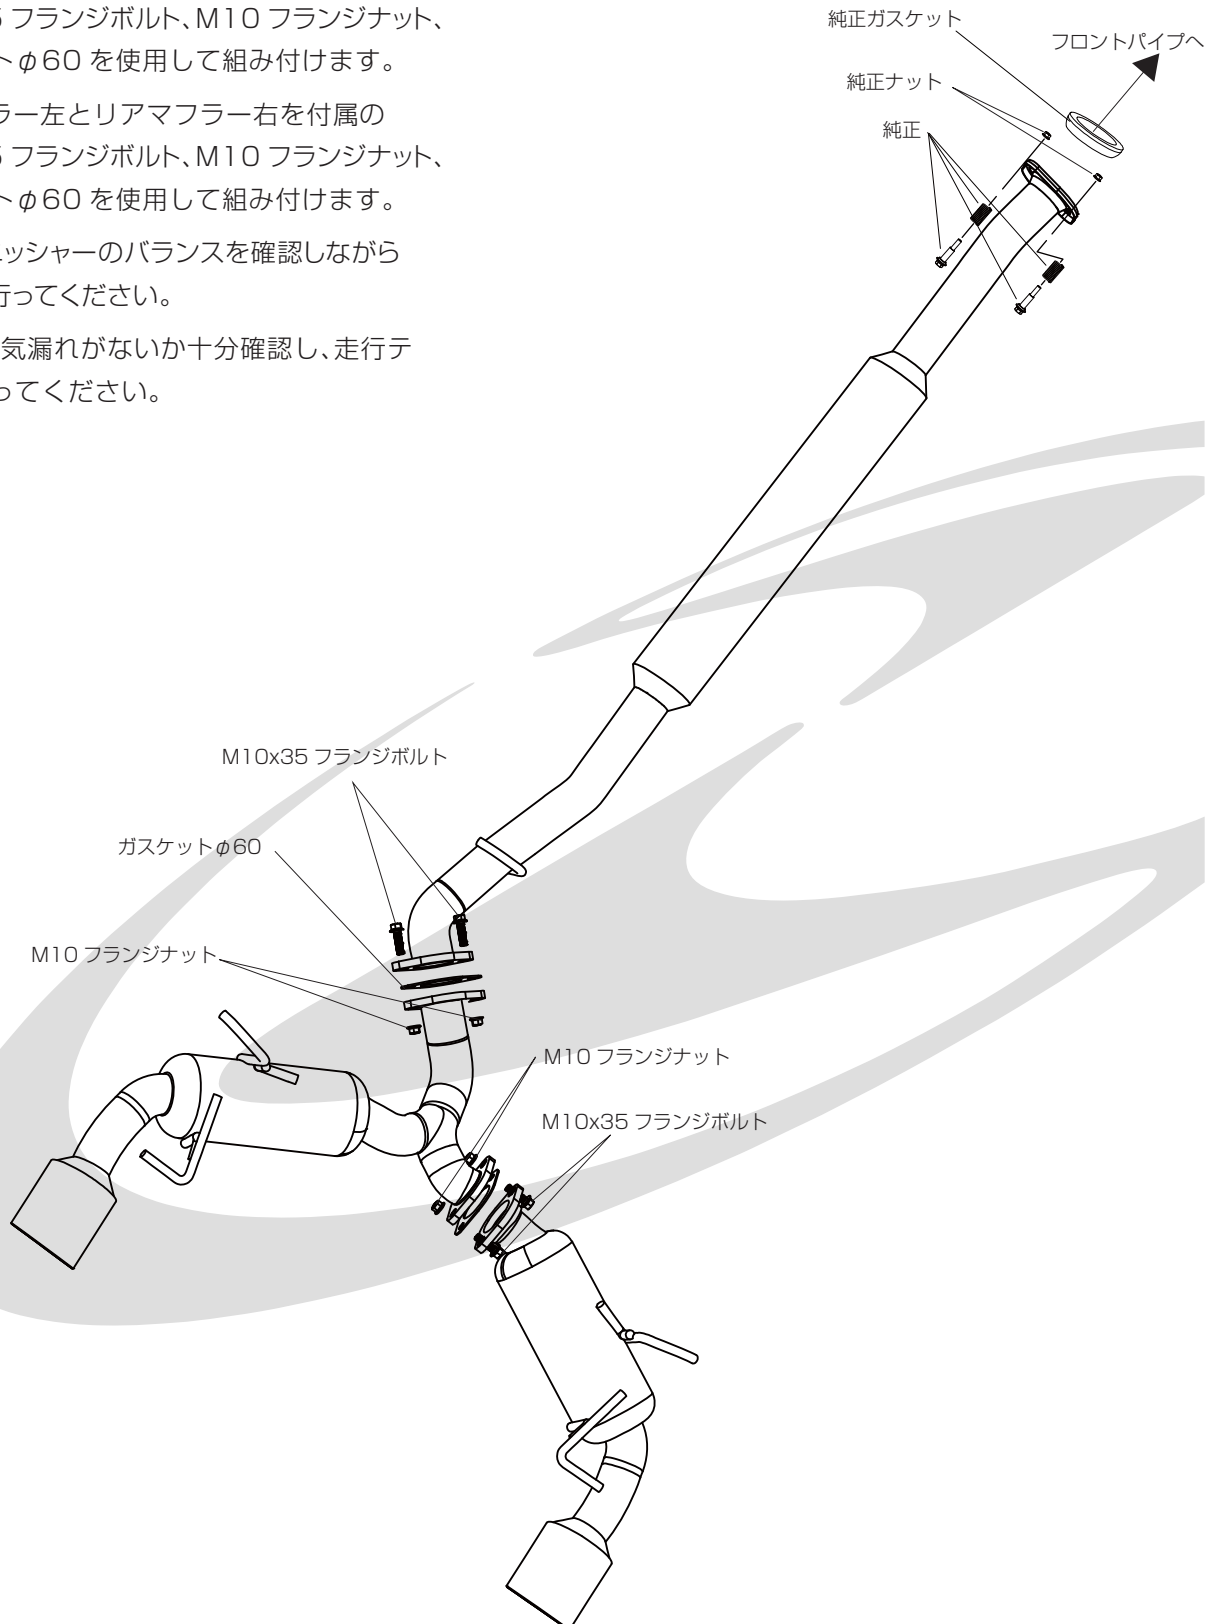 フランジボルト、M10 フランジナット、
トφ60 を使用して組み付けます。
ラー左とリアマフラー右を付属の
フランジボルト、M10 フランジナット、
トφ60 を使用して組み付けます。
ニッシャーのバランスを確認しながら
行ってください。
気漏れがないか十分確認し、走行テ
ってください。
純正ガスケット
フロントパイプへ
純正ナット
純正
M10x35 フランジボルト
ガスケットφ60
M10 フランジナット
M10 フランジナット
M10x35 フランジボルト